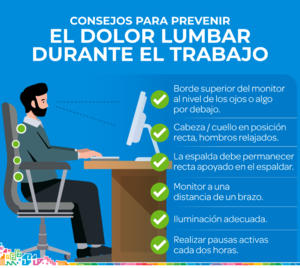 CONSEJOS PARA PREVENIR
EL DOLOR LUMBAR
DURANTE EL TRABAJO
Borde superior del monitor
al nivel de los ojos o algo
por debajo.
Cabeza / cuello en posición
recta, hombros relajados.
La espalda debe permanecer
recta apoyado en el espaldar.
Monitor a una
distancia de un brazo.
Iluminación adecuada.
Realizar pausas activas
cada dos horas.